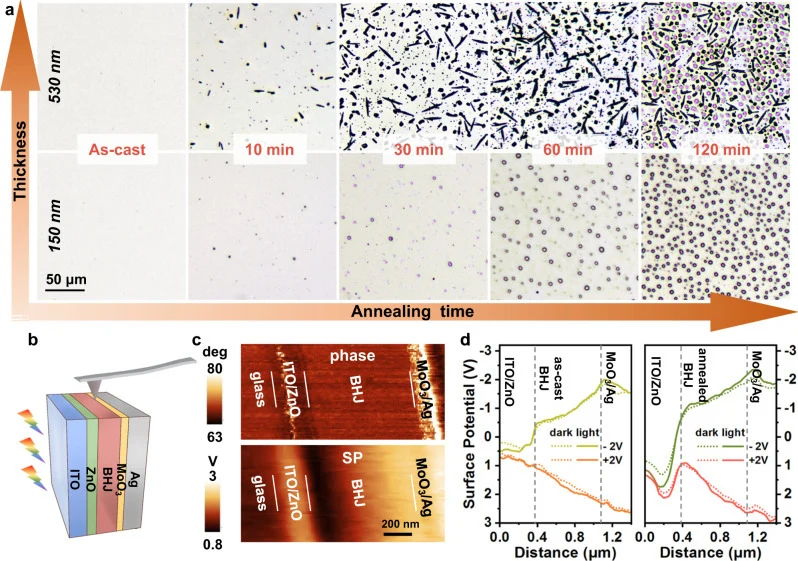 a
Thickness
530 nm
150 nm
As-cast
10 min
30 min
60 min
120 min
50 μm
Annealing time
b
ITO
ZnO
BHJ
MoO3
Ag
c
deg
80
63
phase
glass
ITO/ZnO
BHJ
MoO3/Ag
V
3
0.8
SP
glass
ITO/ZnO
BHJ
MoO3/Ag
200 nm
d
Surface Potential (V)
-3
-2
-1
0
1
2
3
ITO/ZnO
as-cast
BHJ
MoO3/Ag
dark light
- 2V
+2V
0.0 0.4 0.8 1.2
Distance (μm)
ITO/ZnO
annealed
BHJ
MoO3/Ag
dark light
- 2V
+2V
-3
-2
-1
0
1
2
3
0.0 0.4 0.8 1.2
Distance (μm)